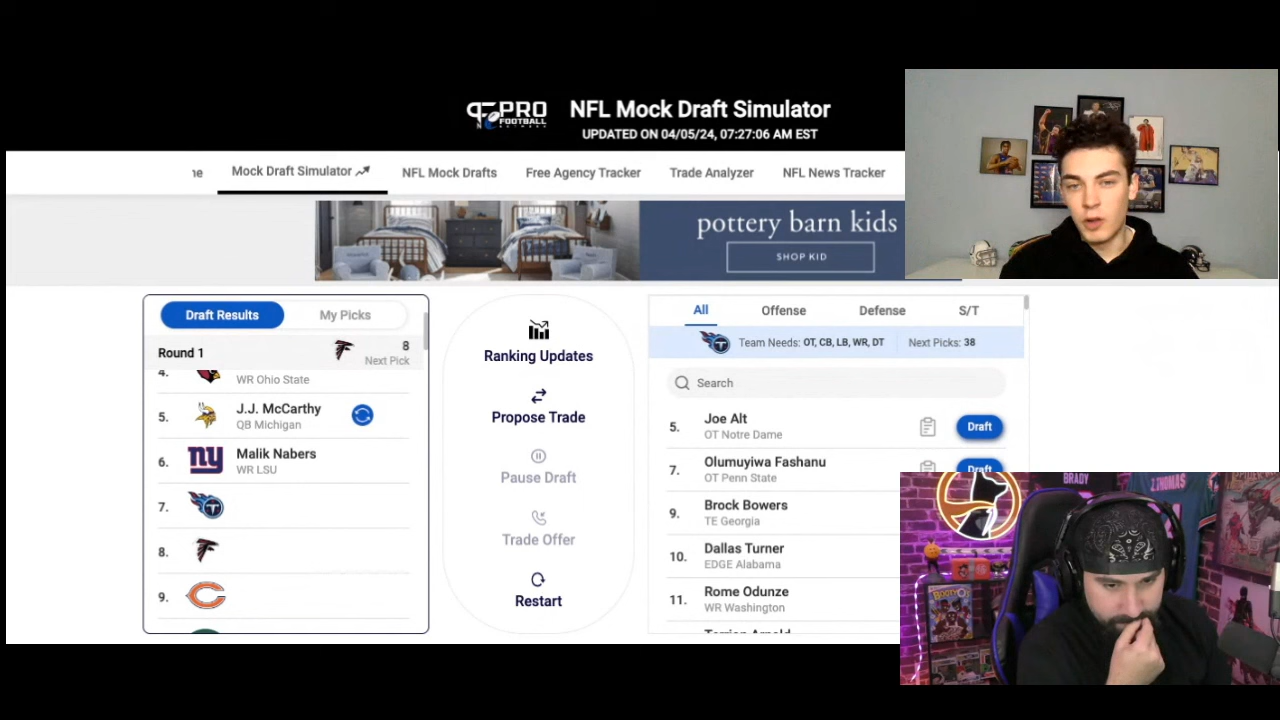 PRO
FOOTBALL
NETWORK
NFL Mock Draft Simulator
UPDATED ON 04/05/24, 07:27:06 AM EST
ne
Mock Draft Simulator
NFL Mock Drafts
Free Agency Tracker
Trade Analyzer
NFL News Tracker
pottery barn kids
SHOP KID
Draft Results
My Picks
Round 1
8
Next Pick
4.
WR Ohio State
5.
J.J. McCarthy
QB Michigan
6.
ny
Malik Nabers
WR LSU
7.
8.
9.
Ranking Updates
Propose Trade
Pause Draft
Trade Offer
Restart
All
Offense
Defense
S/T
Team Needs: OT, CB, LB, WR, DT
Next Picks: 38
Search
5.
Joe Alt
OT Notre Dame
Draft
7.
Olumuyiwa Fashanu
OT Penn State
Draft
9.
Brock Bowers
TE Georgia
10.
Dallas Turner
EDGE Alabama
11.
Rome Odunze
WR Washington
BRADY
Z.THOMAS